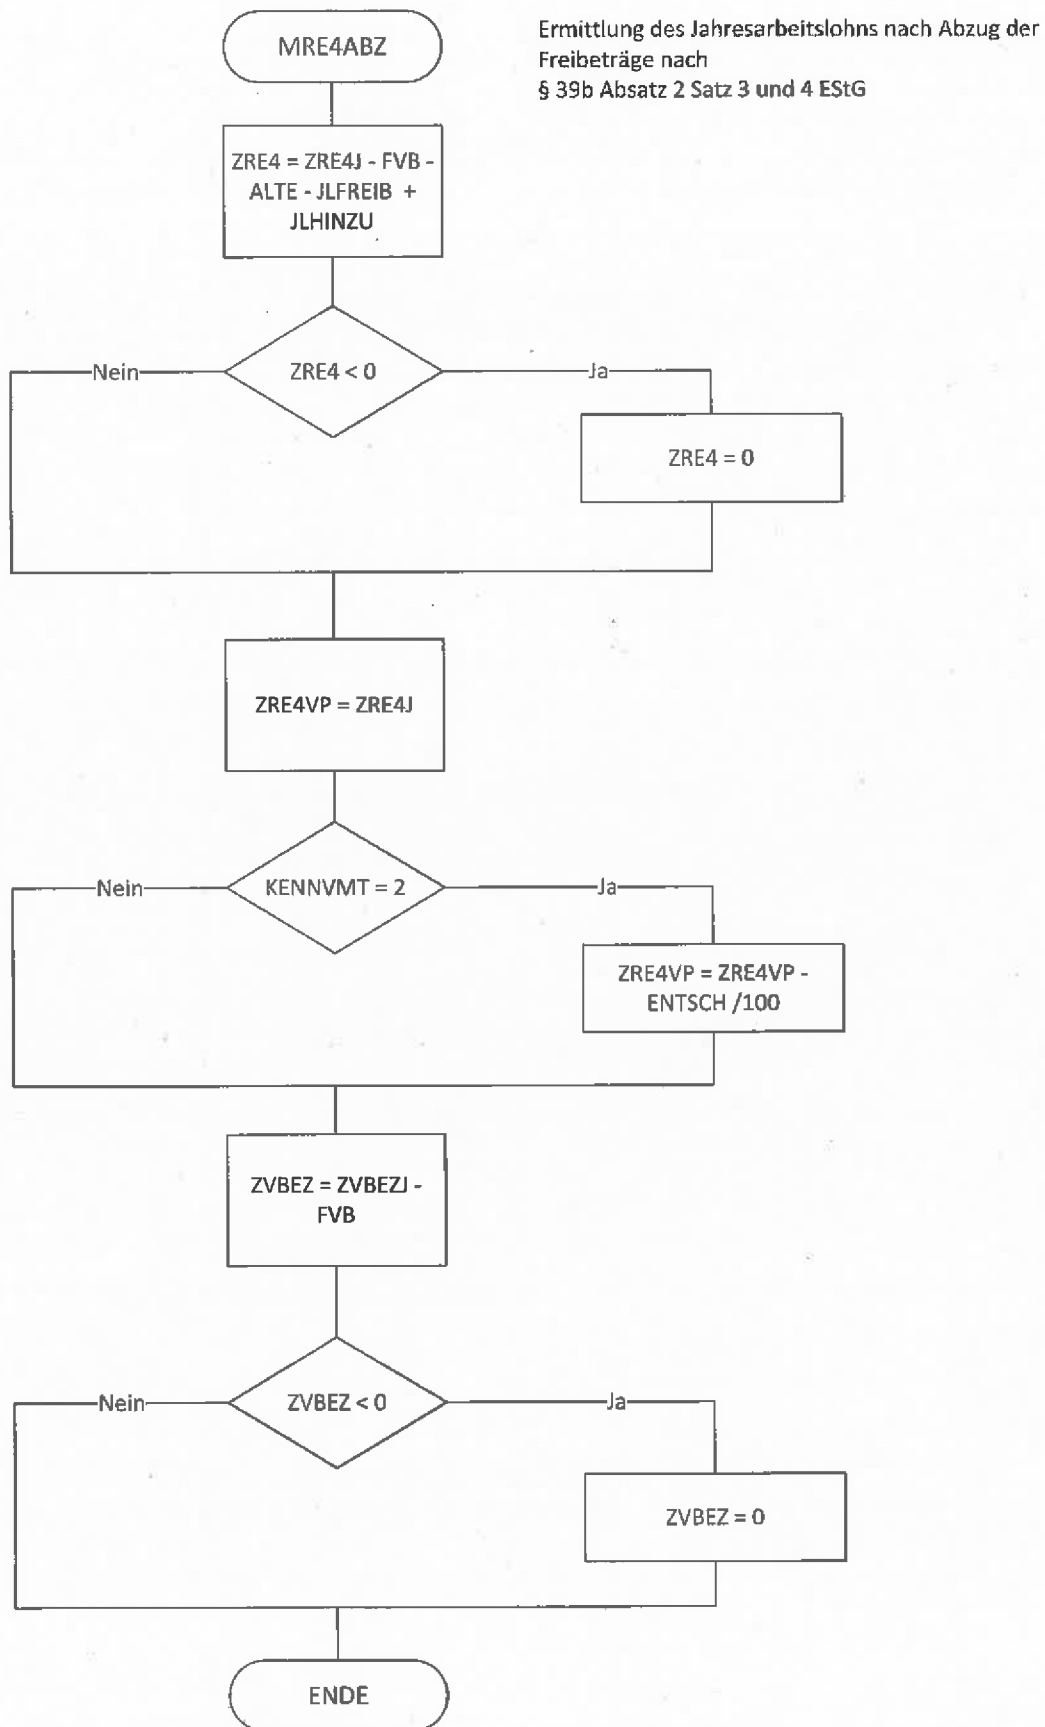 MRE4ABZ
Ermittlung des Jahresarbeitslohns nach Abzug der
Freibeträge nach
§ 39b Absatz 2 Satz 3 und 4 EStG
ZRE4 = ZRE4J - FVB -
ALTE - JLFREIB +
JLHINZU
Nein
ZRE4 < 0
Ja
ZRE4 = 0
ZRE4VP = ZRE4J
Nein
KENNVMT = 2
Ja
ZRE4VP = ZRE4VP -
ENTSCH /100
ZVBEZ = ZVBEZJ -
FVB
Nein
ZVBEZ < 0
Ja
ZVBEZ = 0
ENDE